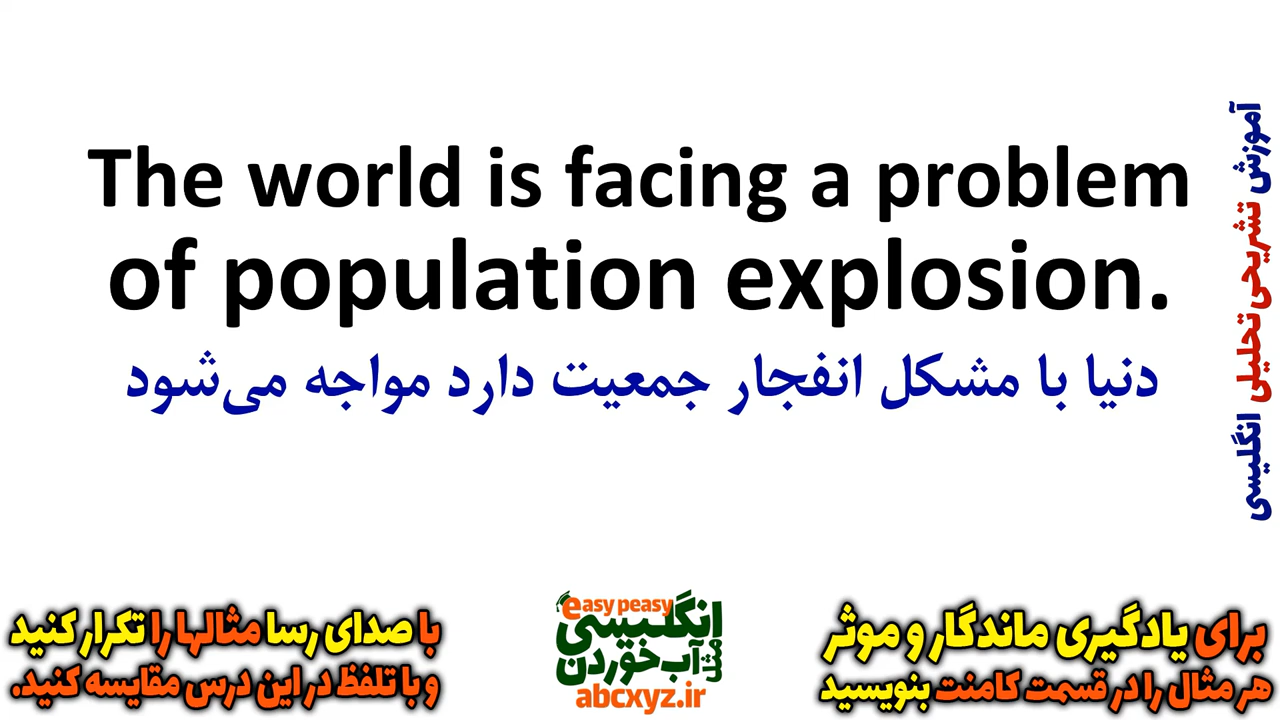 The world is facing a problem
of population explosion.
دنیا با مشکل انفجار جمعیت دارد مواجه می‌شود
آموزش تشریحی تحلیلی انگلیسی
برای یادگیری ماندگار و موثر
هر مثال را در قسمت کامنت بنویسید
easy peasy
انگلیسی
مثل آب خوردن
abcxyz.ir
با صدای رسا مثالها را تکرار کنید
و با تلفظ در این درس مقایسه کنید.